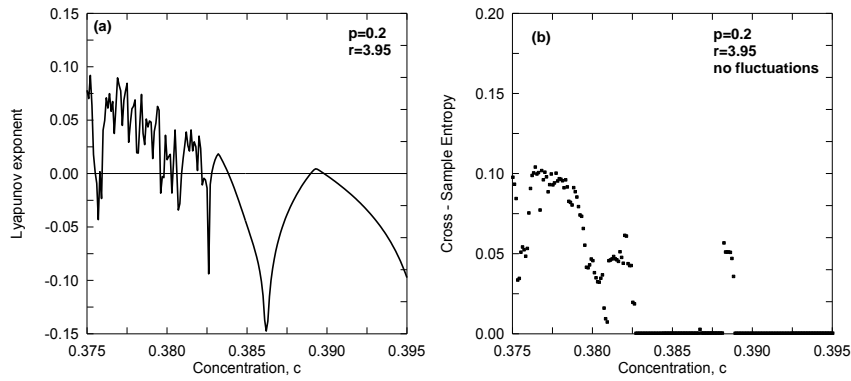 (a)
p=0.2
r=3.95
0.15
0.10
0.05
0.00
-0.05
-0.10
-0.15
Lyapunov exponent
0.375 0.380 0.385 0.390 0.395
Concentration, c
(b)
p=0.2
r=3.95
no fluctuations
0.20
0.15
0.10
0.05
0.00
Cross - Sample Entropy
0.375 0.380 0.385 0.390 0.395
Concentration, c